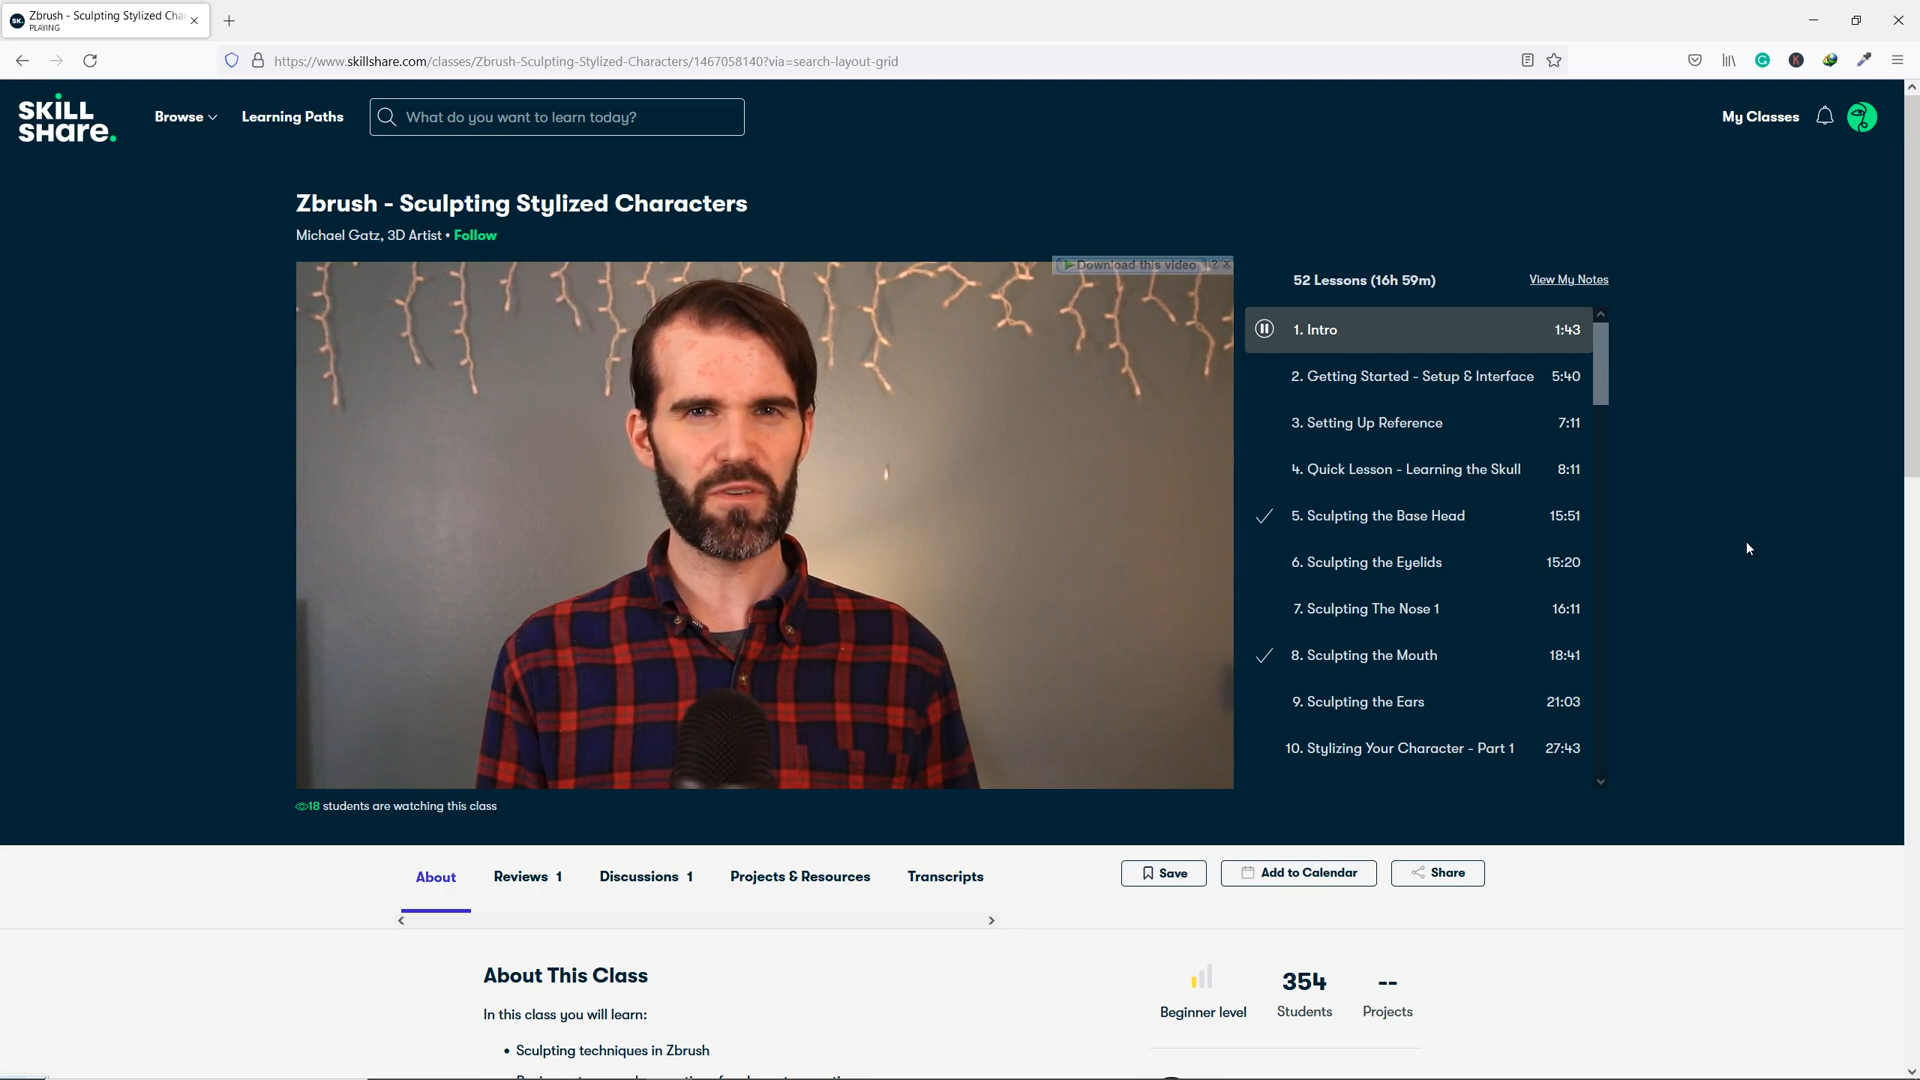 Zbrush - Sculpting Stylized Cha
PLAYING
https://www.skillshare.com/classes/Zbrush-Sculpting-Stylized-Characters/1467058140?via=search-layout-grid
SKILL
SHare.
Browse
Learning Paths
What do you want to learn today?
My Classes
Zbrush - Sculpting Stylized Characters
Michael Gatz, 3D Artist • Follow
Download this video ? X
52 Lessons (16h 59m)
View My Notes
1. Intro 1:43
2. Getting Started - Setup & Interface 5:40
3. Setting Up Reference 7:11
4. Quick Lesson - Learning the Skull 8:11
5. Sculpting the Base Head 15:51
6. Sculpting the Eyelids 15:20
7. Sculpting The Nose 1 16:11
8. Sculpting the Mouth 18:41
9. Sculpting the Ears 21:03
10. Stylizing Your Character - Part 1 27:43
18 students are watching this class
About
Reviews 1
Discussions 1
Projects & Resources
Transcripts
Save
Add to Calendar
Share
About This Class
In this class you will learn:
• Sculpting techniques in Zbrush
Beginner level
354
Students
--
Projects